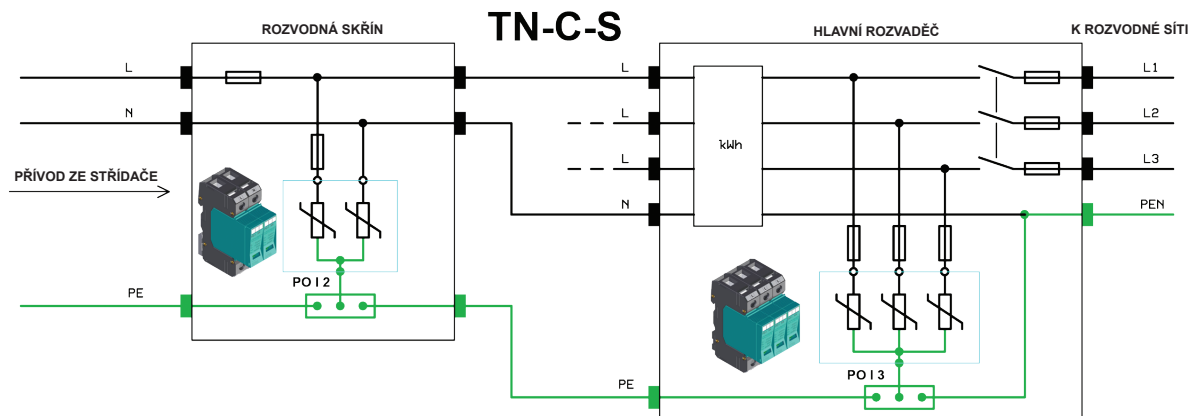 TN-C-S
ROZVODNÁ SKŘÍN
HLAVNÍ ROZVADĚČ
K ROZVODNÉ SÍTI
L
L
L1
N
L
L2
kWh
L
L3
PŘÍVOD ZE STŘÍDAČE
N
PEN
PO I 2
PE
PO I 3
PE